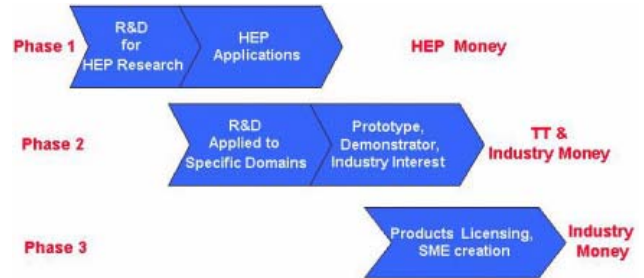 Phase 1
R&D
for
HEP Research
HEP
Applications
HEP Money
Phase 2
R&D
Applied to
Specific Domains
Prototype,
Demonstrator,
Industry Interest
TT &
Industry Money
Phase 3
Products Licensing,
SME creation
Industry
Money